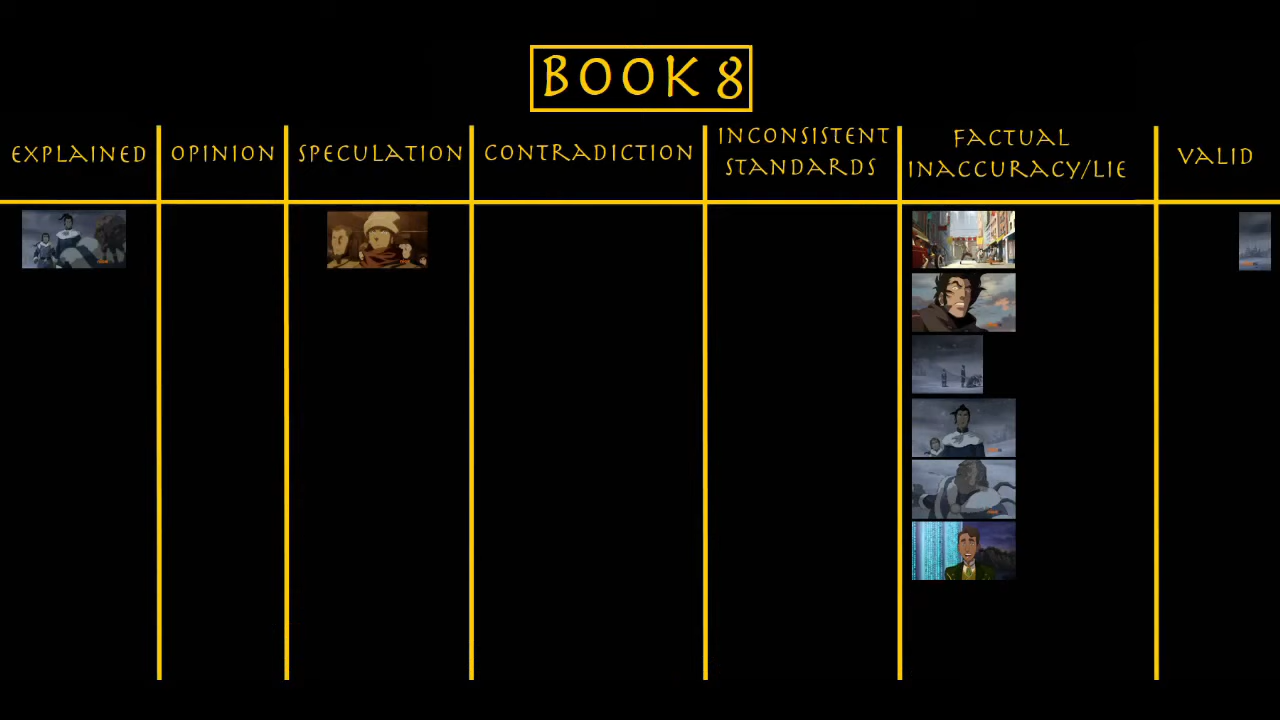 BOOK 8
EXPLAINED
OPINION
SPECULATION
CONTRADICTION
INCONSISTENT
STANDARDS
FACTUAL
INACCURACY/LIE
VALID